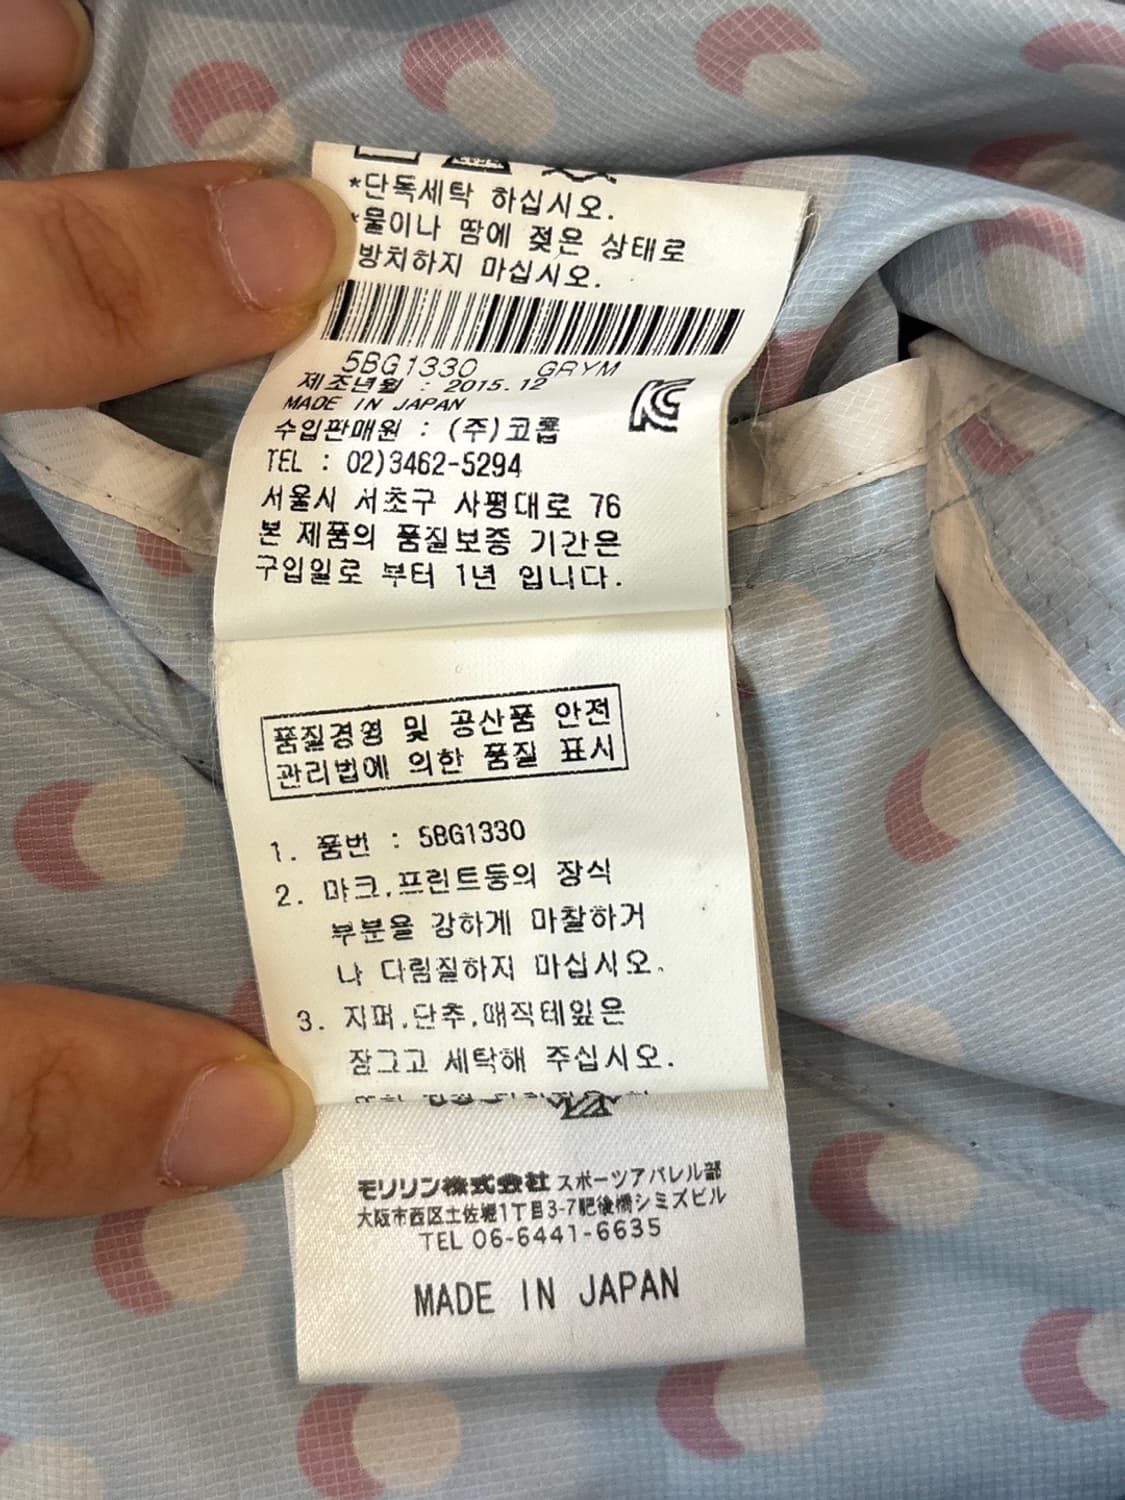 *단독세탁 하십시오.
*물이나 땀에 젖은 상태로
방치하지 마십시오.
5BG1330 GRYM
제조년월 : 2015.12
MADE IN JAPAN
수입판매원 : (주)코롭
TEL : 02)3462-5294
서울시 서초구 사평대로 76
본 제품의 품질보증 기간은
구입일로 부터 1년 입니다.
품질경영 및 공산품 안전
관리법에 의한 품질 표시
1. 품번 : 5BG1330
2. 마크.프린트등의 장식
부분을 강하게 마찰하거
나 다림질하지 마십시오.
3. 지퍼.단추.매직테잎은
잠그고 세탁해 주십시오.
モリリン株式会社 スポーツアパレル部
大阪市西区土佐堀1丁目3-7肥後橋シミズビル
TEL 06-6441-6635
MADE IN JAPAN